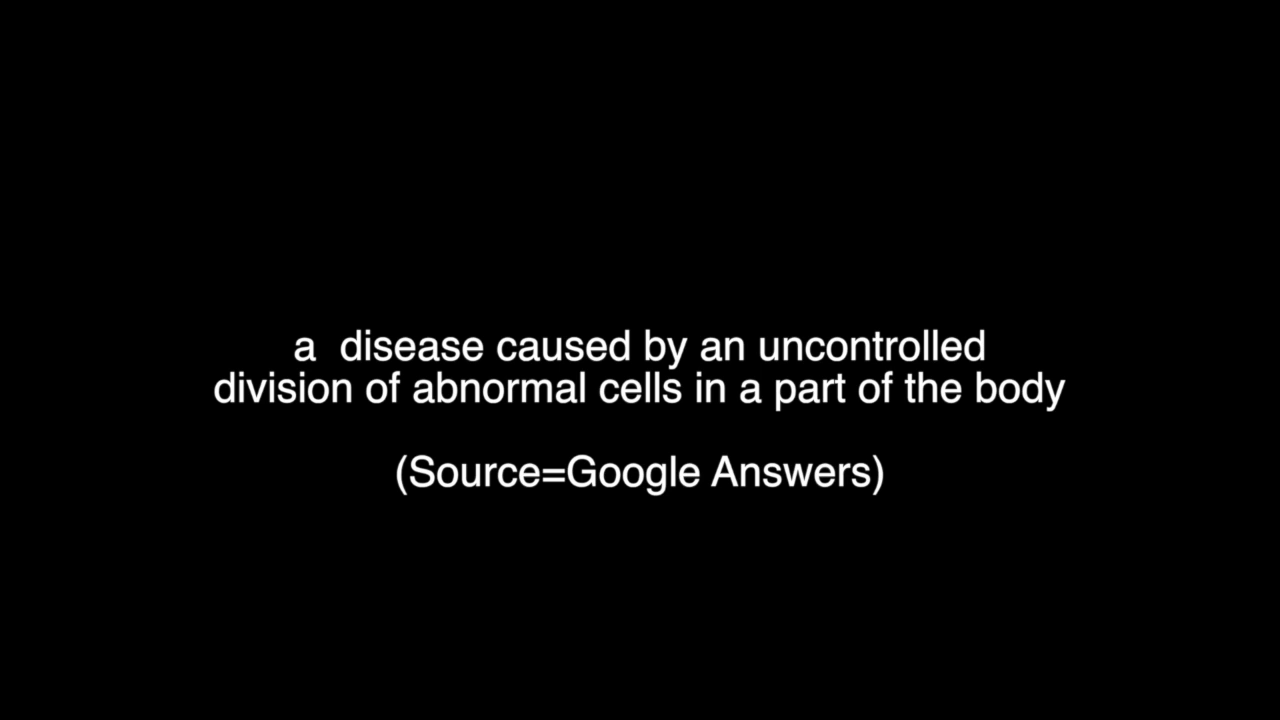 a  disease caused by an uncontrolled
division of abnormal cells in a part of the body
(Source=Google Answers)